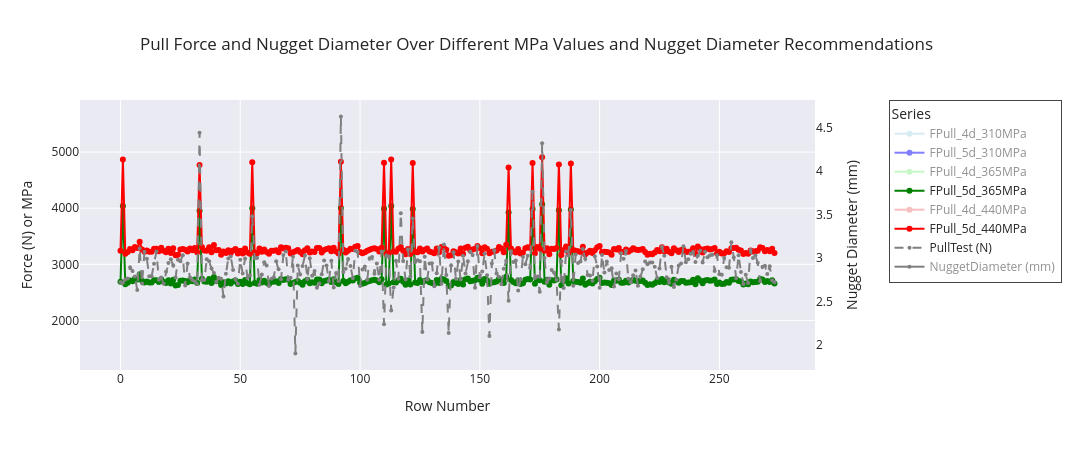 Pull Force and Nugget Diameter Over Different MPa Values and Nugget Diameter Recommendations
Force (N) or MPa
5000
4000
3000
2000
0
50
100
150
200
250
Row Number
4.5
4
3.5
3
2.5
2
Nugget Diameter (mm)
Series
FPull_4d_310MPa
FPull_5d_310MPa
FPull_4d_365MPa
FPull_5d_365MPa
FPull_4d_440MPa
FPull_5d_440MPa
PullTest (N)
NuggetDiameter (mm)